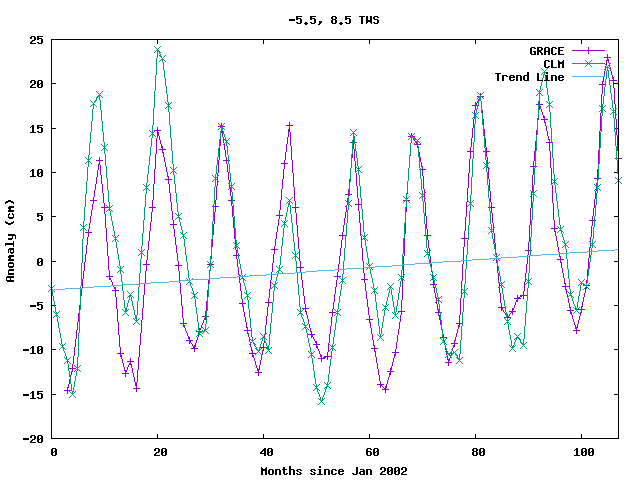 -5.5, 8.5 TWS
GRACE
CLM
Trend Line
25
20
15
10
5
0
-5
-10
-15
-20
Anomaly (cm)
0 20 40 60 80 100
Months since Jan 2002